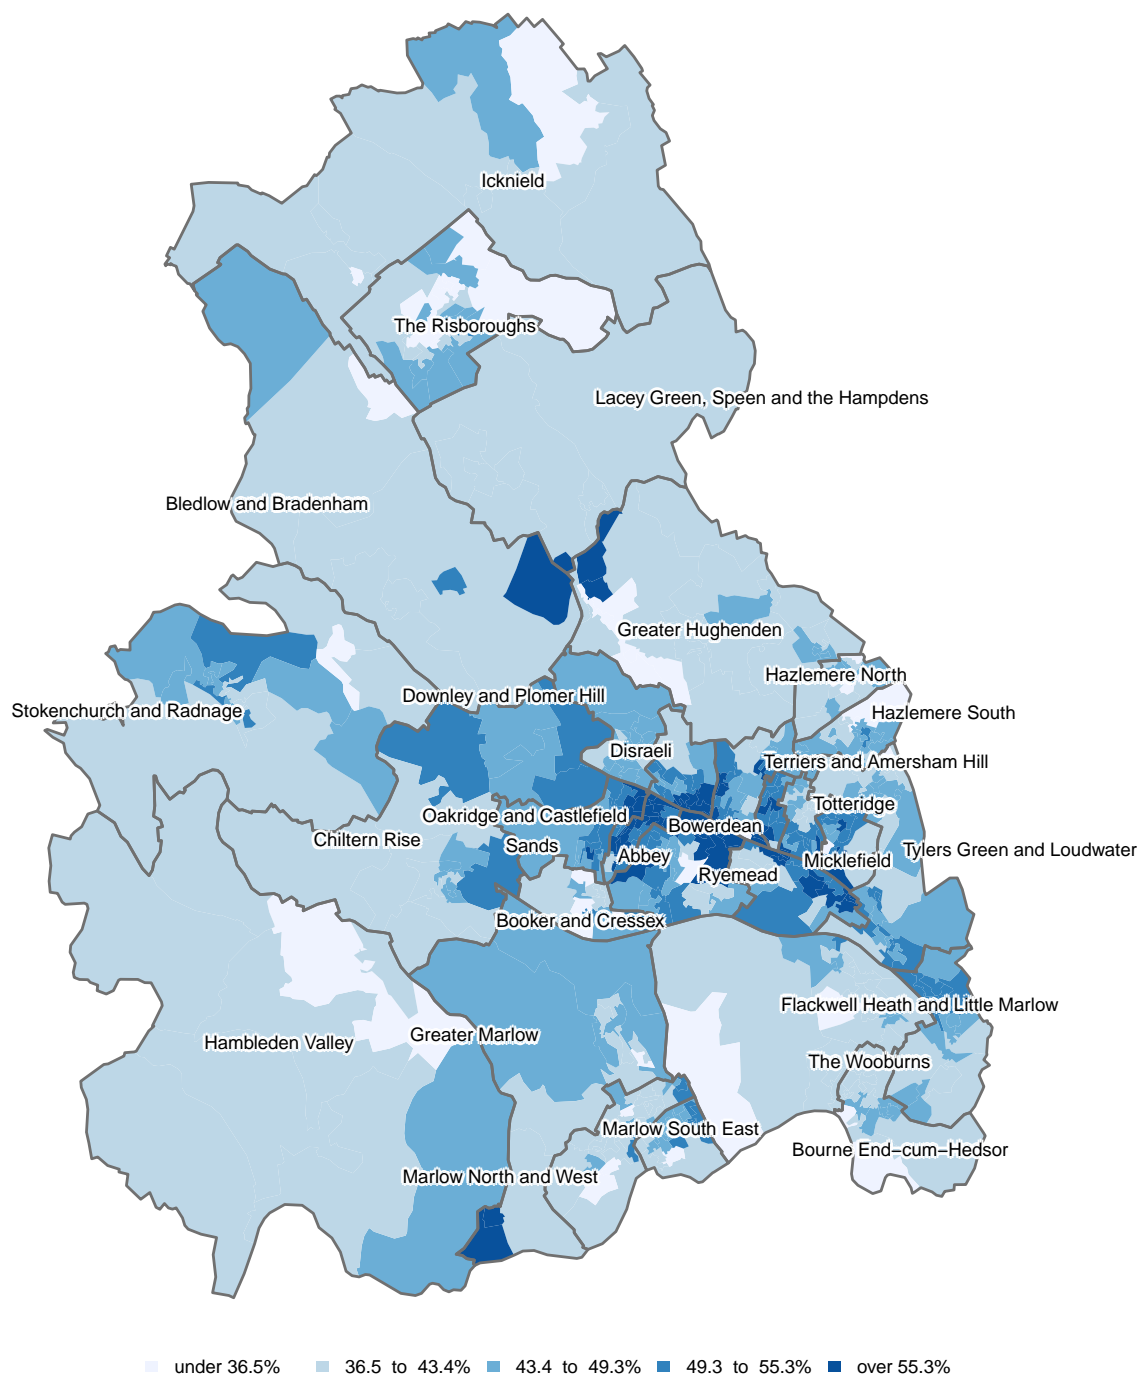 Icknield
The Risboroughs
Lacey Green, Speen and the Hampdens
Bledlow and Bradenham
Greater Hughenden
Hazlemere North
Downley and Plomer Hill
Stokenchurch and Radnage
Hazlemere South
Disraeli
Terriers and Amersham Hill
Totteridge
Oakridge and Castlefield
Bowerdean
Chiltern Rise
Sands
Tylers Green and Loudwater
Abbey
Micklefield
Ryemead
Booker and Cressex
Flackwell Heath and Little Marlow
Greater Marlow
Hambleden Valley
The Wooburns
Marlow South East
Bourne End−cum−Hedsor
Marlow North and West
under 36.5% 36.5 to 43.4% 43.4 to 49.3% 49.3 to 55.3% over 55.3%